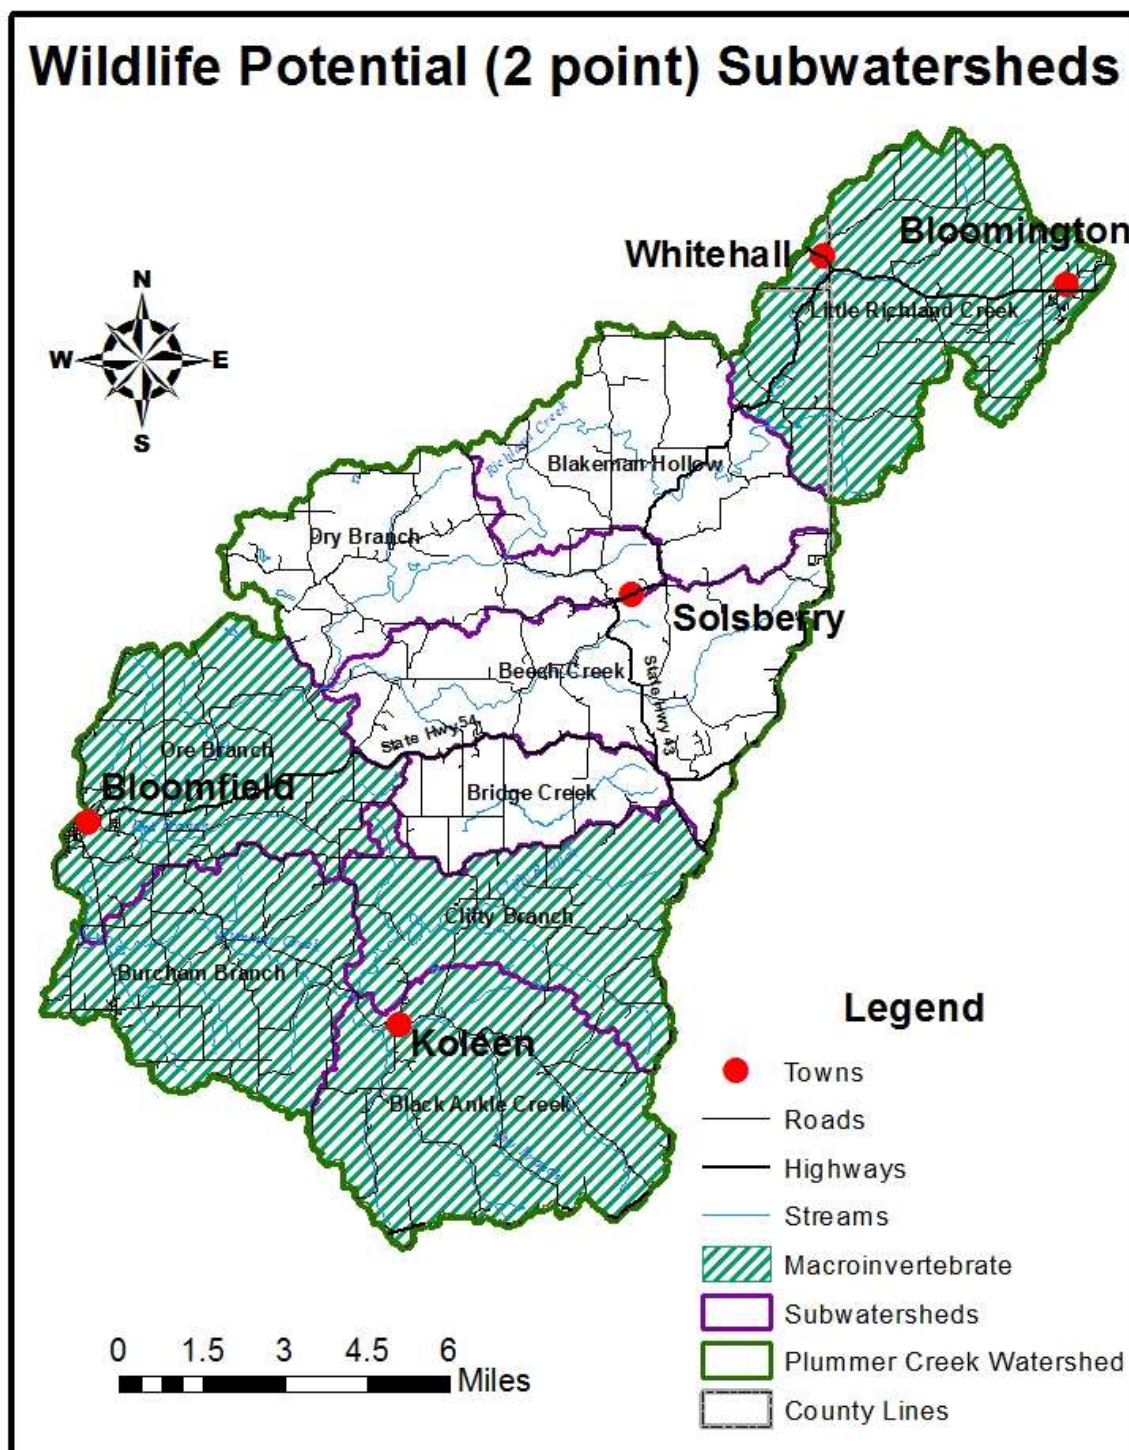 Wildlife Potential (2 point) Subwatersheds
Bloomington
Whitehall
Little Richland Creek
N
W
E
S
Richland Creek
Blakeman Hollow
Dry Branch
Solsberry
Beech Creek
State Hwy 43
State Hwy 54
Ore Branch
Bloomfield
Bridge Creek
Clifty Branch
Burcham Branch
Koleen
Black Ankle Creek
Legend
Towns
Roads
Highways
Streams
Macroinvertebrate
Subwatersheds
Plummer Creek Watershed
County Lines
0 1.5 3 4.5 6
Miles